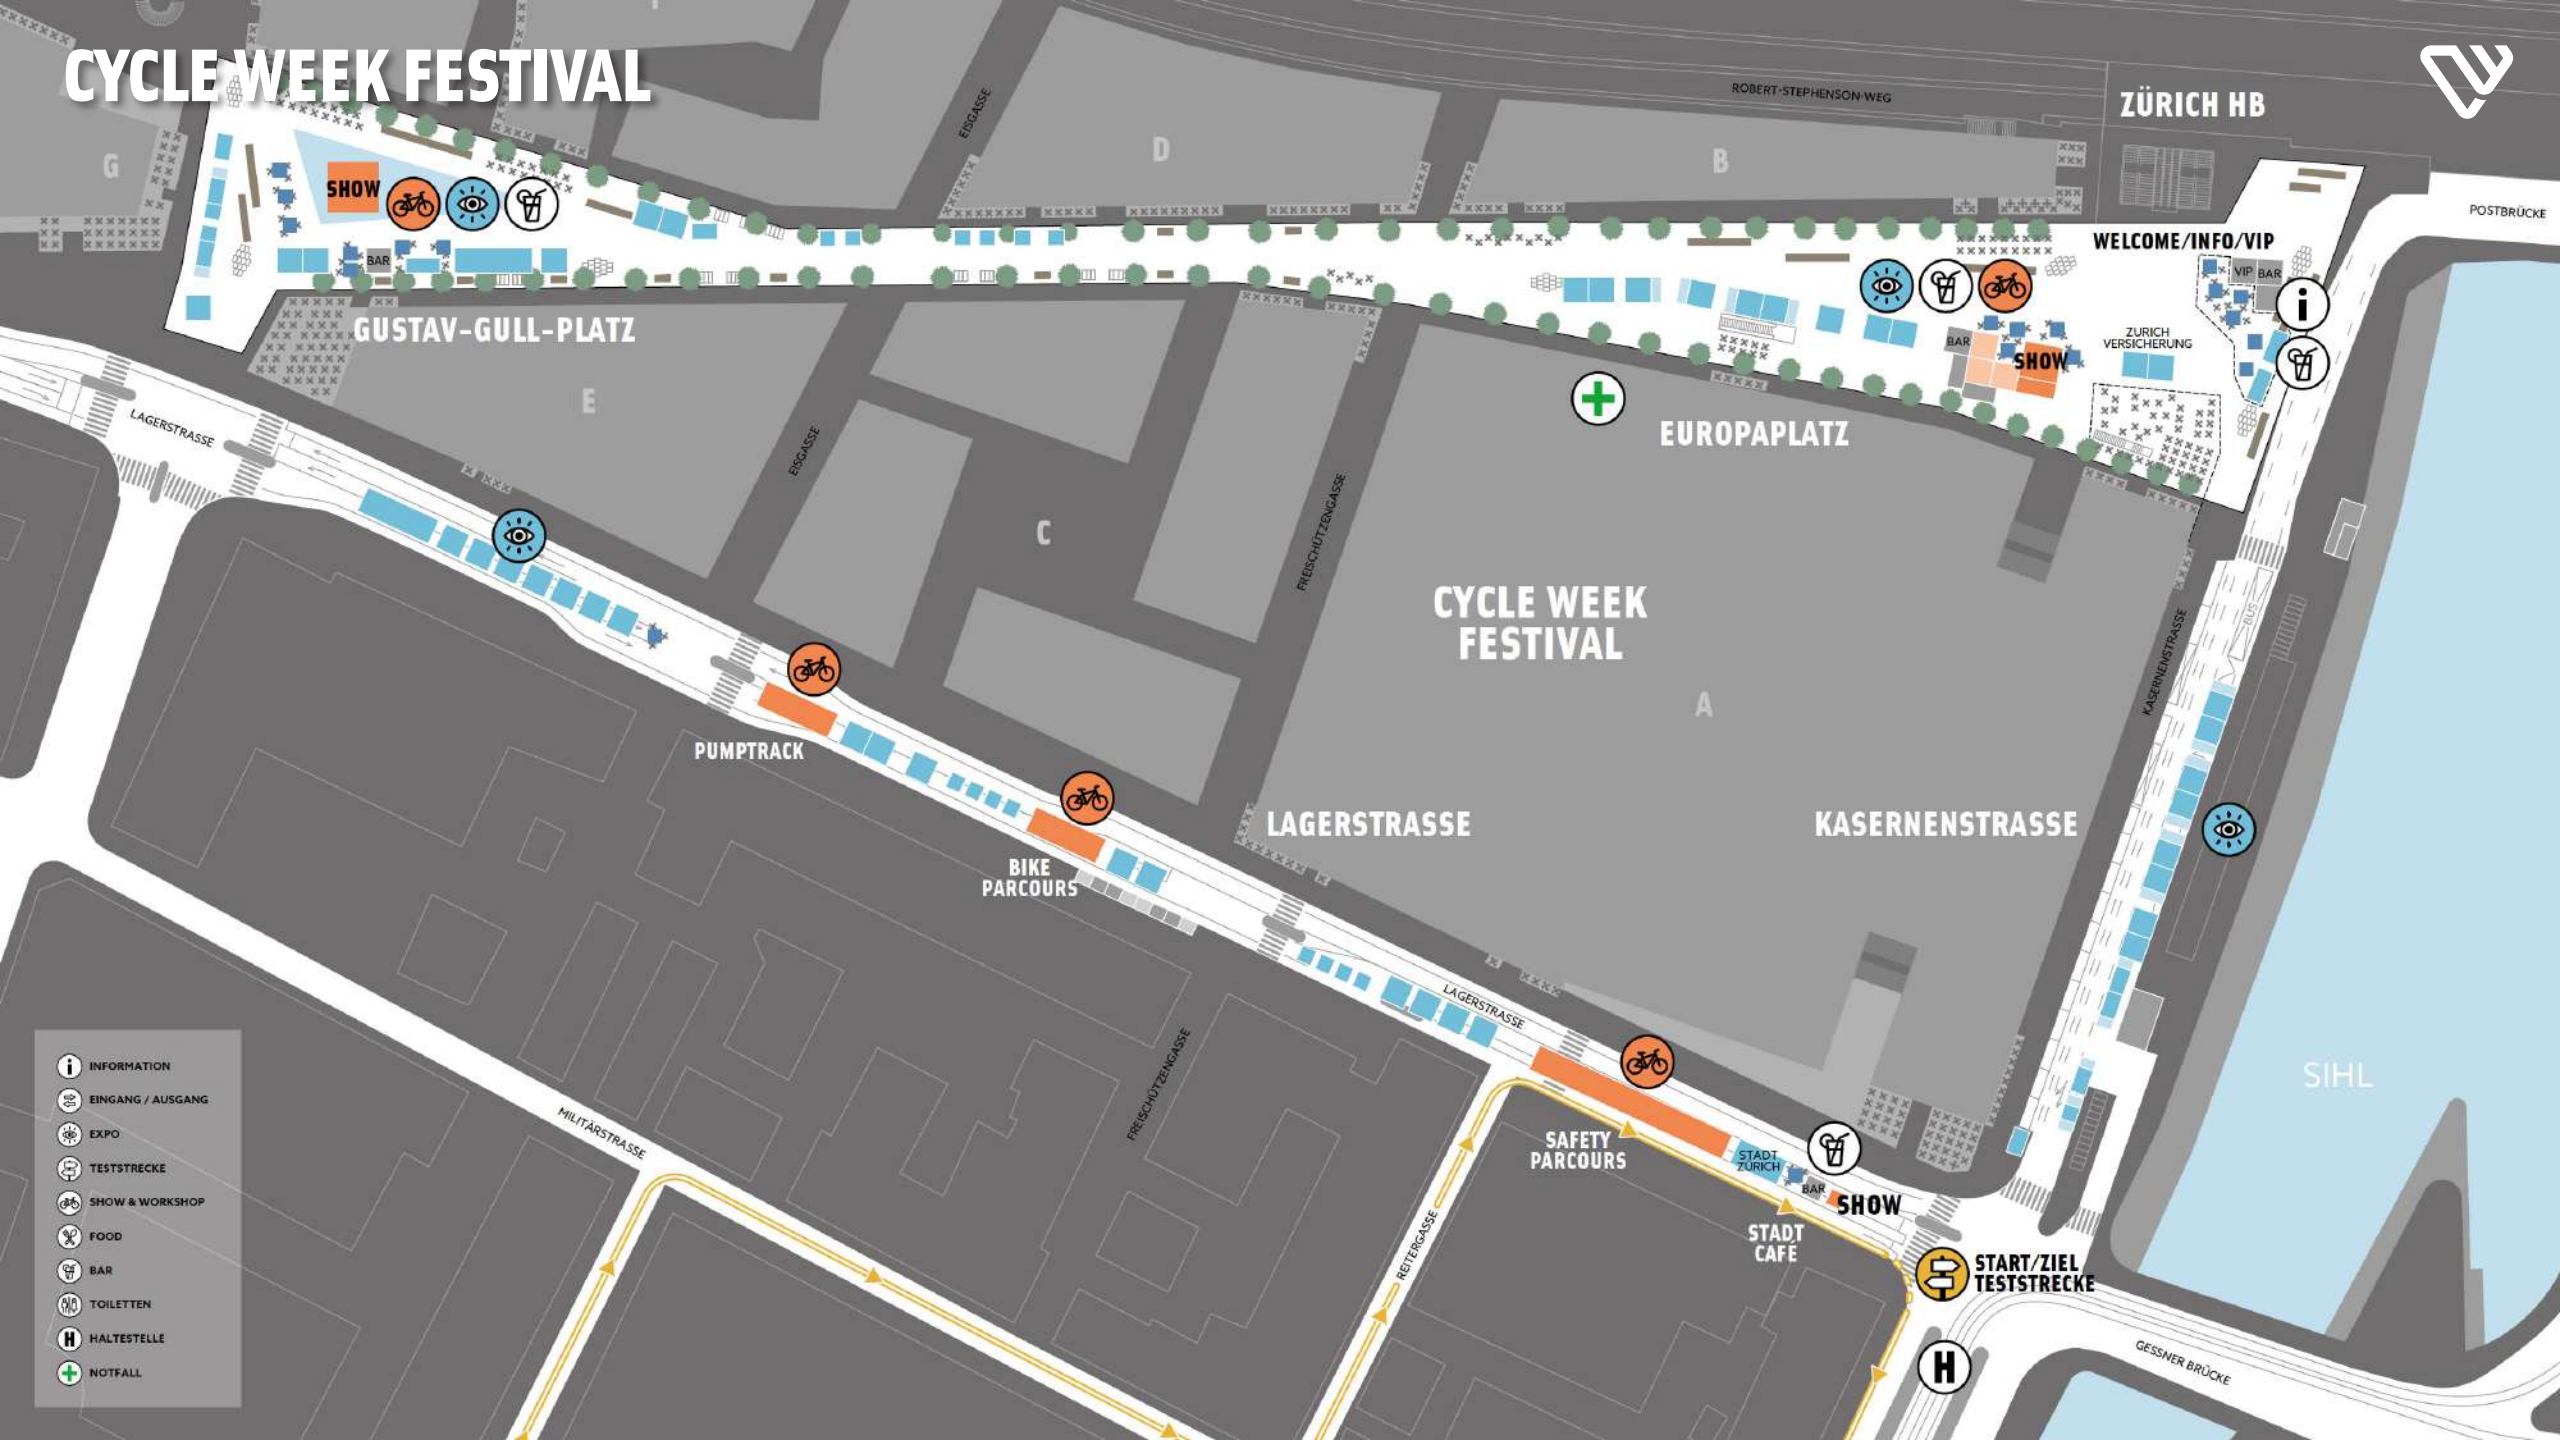 CYCLE WEEK FESTIVAL
ROBERT-STEPHENSON-WEG
ZÜRICH HB
EISGASSE
D
B
G
POSTBRÜCKE
SHOW
WELCOME/INFO/VIP
BAR
VIP
BAR
i
GUSTAV-GULL-PLATZ
ZURICH
VERSICHERUNG
BAR
SHOW
E
LAGERSTRASSE
EUROPAPLATZ
EISGASSE
C
FREISCHÜTZENGASSE
CYCLE WEEK
FESTIVAL
BUS
KASERNENSTRASSE
A
PUMPTRACK
LAGERSTRASSE
KASERNENSTRASSE
BIKE
PARCOURS
LAGERSTRASSE
SIHL
FREISCHÜTZENGASSE
MILITÄRSTRASSE
SAFETY
PARCOURS
STADT
ZÜRICH
BAR
SHOW
REITERGASSE
STADT
CAFÉ
START/ZIEL
TESTSTRECKE
GESSNER BRÜCKE
H
i INFORMATION
EINGANG / AUSGANG
EXPO
TESTSTRECKE
SHOW & WORKSHOP
FOOD
BAR
TOILETTEN
H HALTESTELLE
NOTFALL